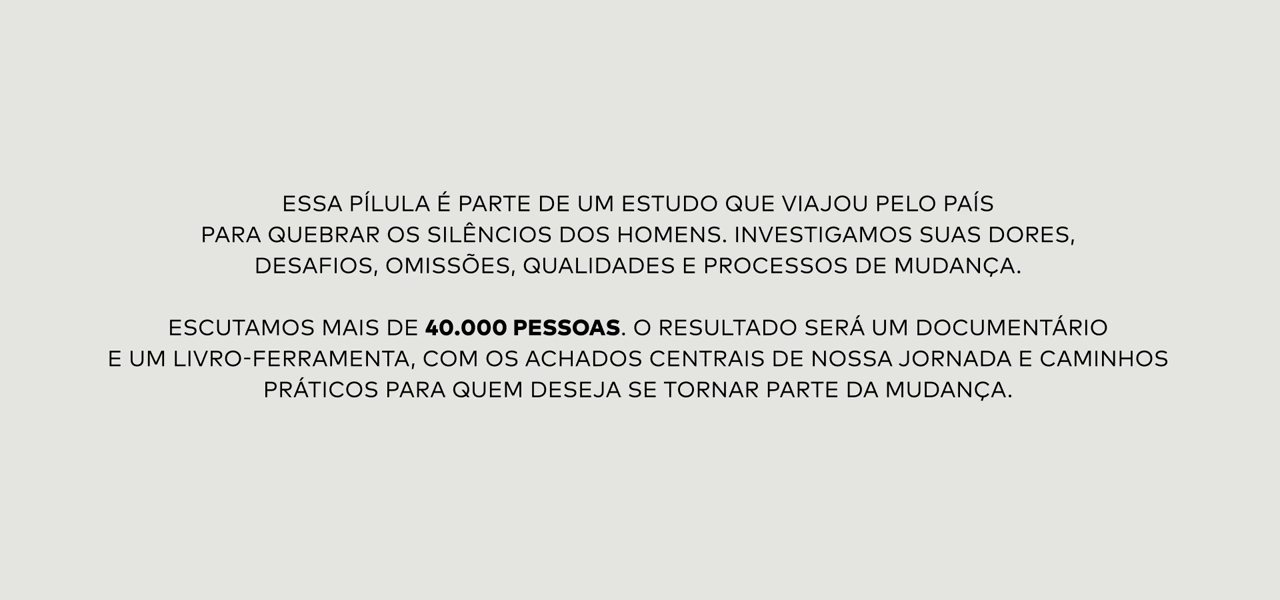 ESSA PÍLULA É PARTE DE UM ESTUDO QUE VIAJOU PELO PAÍS
PARA QUEBRAR OS SILÊNCIOS DOS HOMENS. INVESTIGAMOS SUAS DORES,
DESAFIOS, OMISSÕES, QUALIDADES E PROCESSOS DE MUDANÇA.
ESCUTAMOS MAIS DE 40.000 PESSOAS. O RESULTADO SERÁ UM DOCUMENTÁRIO
E UM LIVRO-FERRAMENTA, COM OS ACHADOS CENTRAIS DE NOSSA JORNADA E CAMINHOS
PRÁTICOS PARA QUEM DESEJA SE TORNAR PARTE DA MUDANÇA.